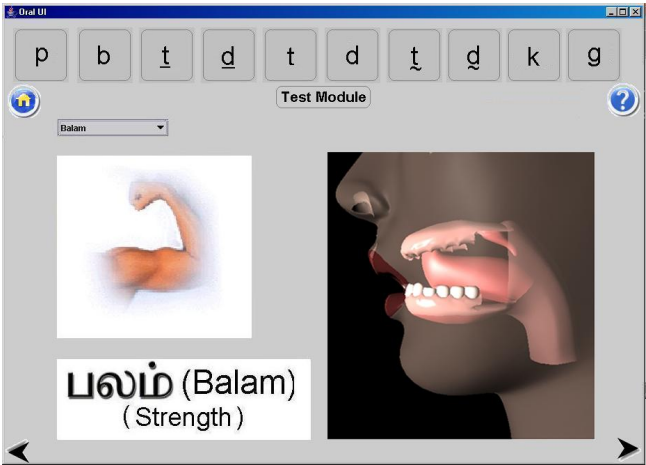 Oral UI
p b t̲ d̲ t d t̰ d̰ k g
Test Module
?
Balam
பலம் (Balam)
(Strength)